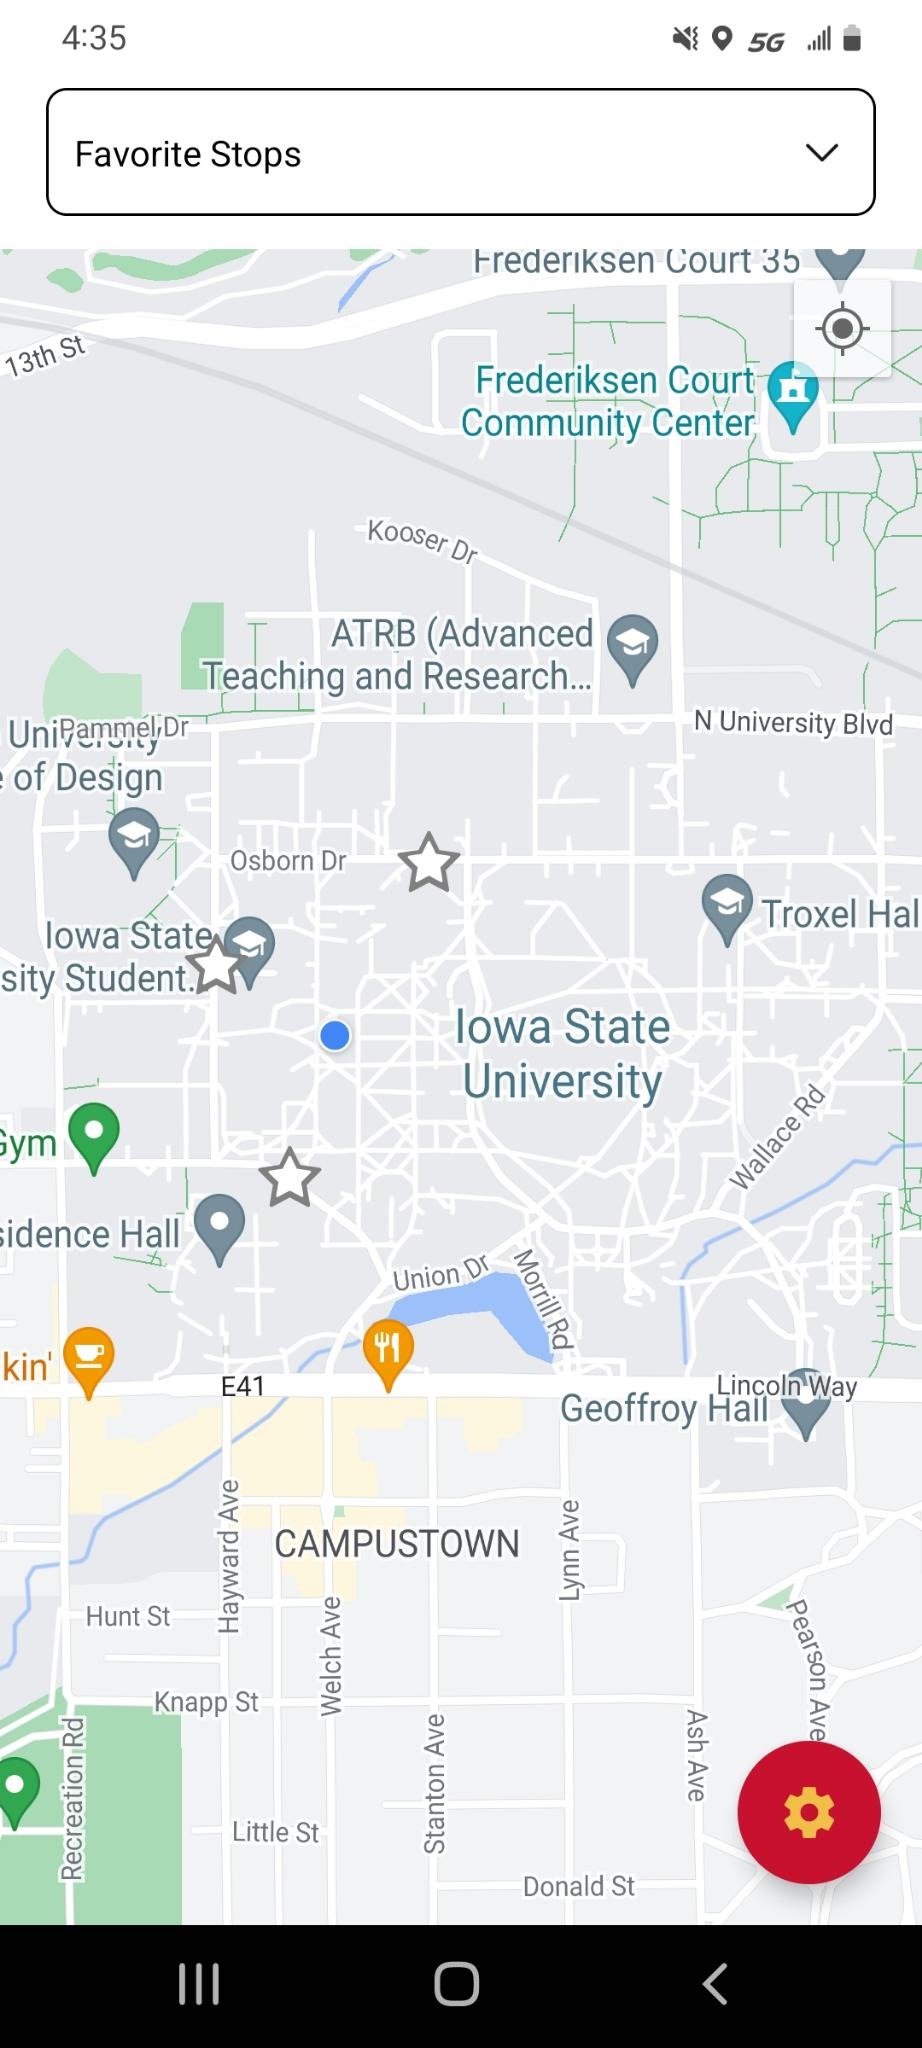 4:35
5G
Favorite Stops
Frederiksen Court 35
13th St
Frederiksen Court
Community Center
Kooser Dr
ATRB (Advanced
Teaching and Research...
University
Pammel Dr
N University Blvd
e of Design
Osborn Dr
Troxel Hal
Iowa State
sity Student...
Iowa State
University
Gym
Wallace Rd
sidence Hall
Union Dr
Morrill Rd
kin'
E41
Lincoln Way
Geoffroy Hall
Hayward Ave
CAMPUSTOWN
Lynn Ave
Hunt St
Welch Ave
Pearson Ave
Knapp St
Recreation Rd
Stanton Ave
Ash Ave
Little St
Donald St